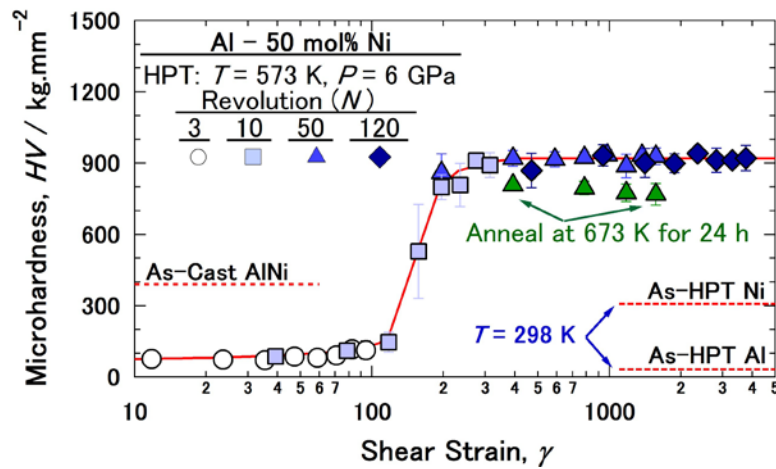 Al – 50 mol% Ni
HPT: T = 573 K, P = 6 GPa
Revolution (N)
3 10 50 120
Microhardness, HV / kg.mm⁻²
1500
1200
900
600
300
0
Anneal at 673 K for 24 h
As-Cast AlNi
As-HPT Ni
T = 298 K
As-HPT Al
2 3 4 5 6 7 2 3 4 5 6 7 2 3 4 5
10 100 1000
Shear Strain, γ